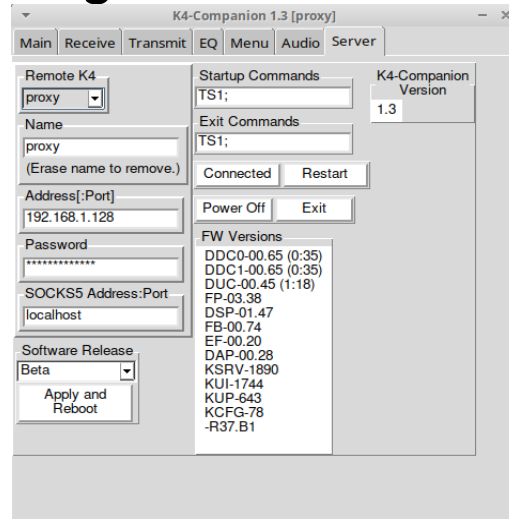 K4-Companion 1.3 [proxy]
Main Receive Transmit EQ Menu Audio Server
Remote K4
proxy
Name
proxy
(Erase name to remove.)
Address[:Port]
192.168.1.128
Password
*************
SOCKS5 Address:Port
localhost
Software Release
Beta
Apply and
Reboot
Startup Commands
TS1;
Exit Commands
TS1;
Connected Restart
Power Off Exit
FW Versions
DDC0-00.65 (0:35)
DDC1-00.65 (0:35)
DUC-00.45 (1:18)
FP-03.38
DSP-01.47
FB-00.74
EF-00.20
DAP-00.28
KSRV-1890
KUI-1744
KUP-643
KCFG-78
-R37.B1
K4-Companion
Version
1.3